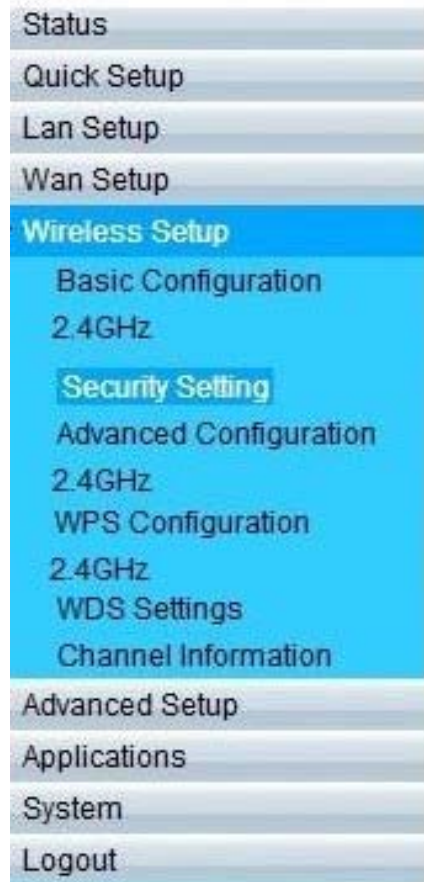 Status
Quick Setup
Lan Setup
Wan Setup
Wireless Setup
Basic Configuration
2.4GHz
Security Setting
Advanced Configuration
2.4GHz
WPS Configuration
2.4GHz
WDS Settings
Channel Information
Advanced Setup
Applications
System
Logout